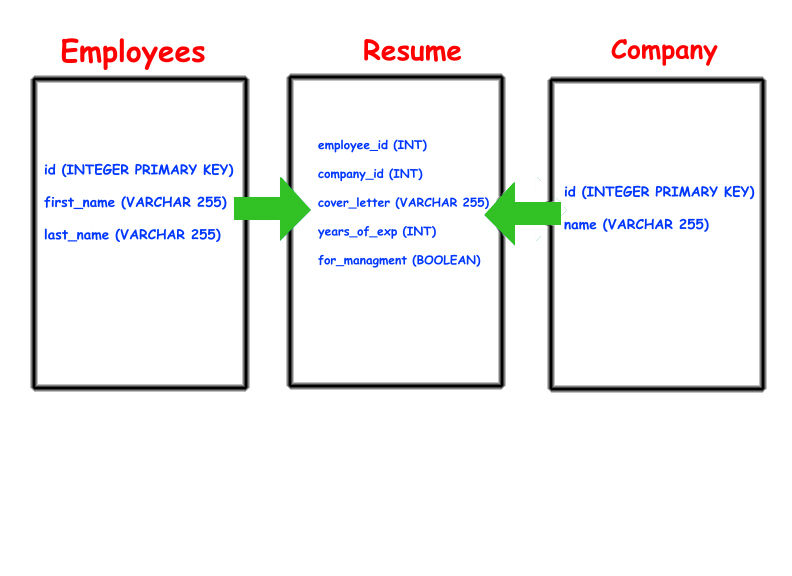 Employees
id (INTEGER PRIMARY KEY)
first_name (VARCHAR 255)
last_name (VARCHAR 255)
Resume
employee_id (INT)
company_id (INT)
cover_letter (VARCHAR 255)
years_of_exp (INT)
for_managment (BOOLEAN)
Company
id (INTEGER PRIMARY KEY)
name (VARCHAR 255)